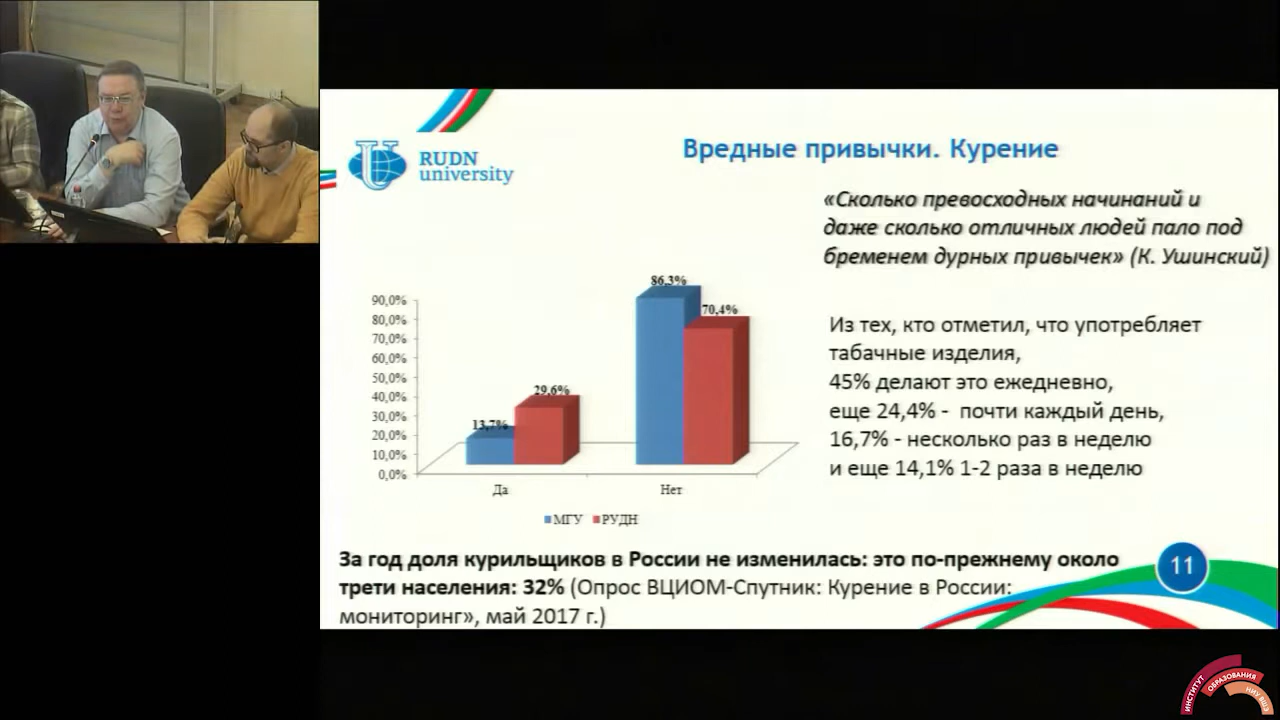 RUDN
university
Вредные привычки. Курение
«Сколько превосходных начинаний и
даже сколько отличных людей пало под
бременем дурных привычек» (К. Ушинский)
90,0%
80,0%
70,0%
60,0%
50,0%
40,0%
30,0%
20,0%
10,0%
0,0%
13,7%
29,6%
86,3%
70,4%
Да
Нет
МГУ
РУДН
Из тех, кто отметил, что употребляет
табачные изделия,
45% делают это ежедневно,
еще 24,4% - почти каждый день,
16,7% - несколько раз в неделю
и еще 14,1% 1-2 раза в неделю
За год доля курильщиков в России не изменилась: это по-прежнему около
трети населения: 32% (Опрос ВЦИОМ-Спутник: Курение в России:
мониторинг», май 2017 г.)
11
ИНСТИТУТ
ОБРАЗОВАНИЯ
НИУ ВШЭ